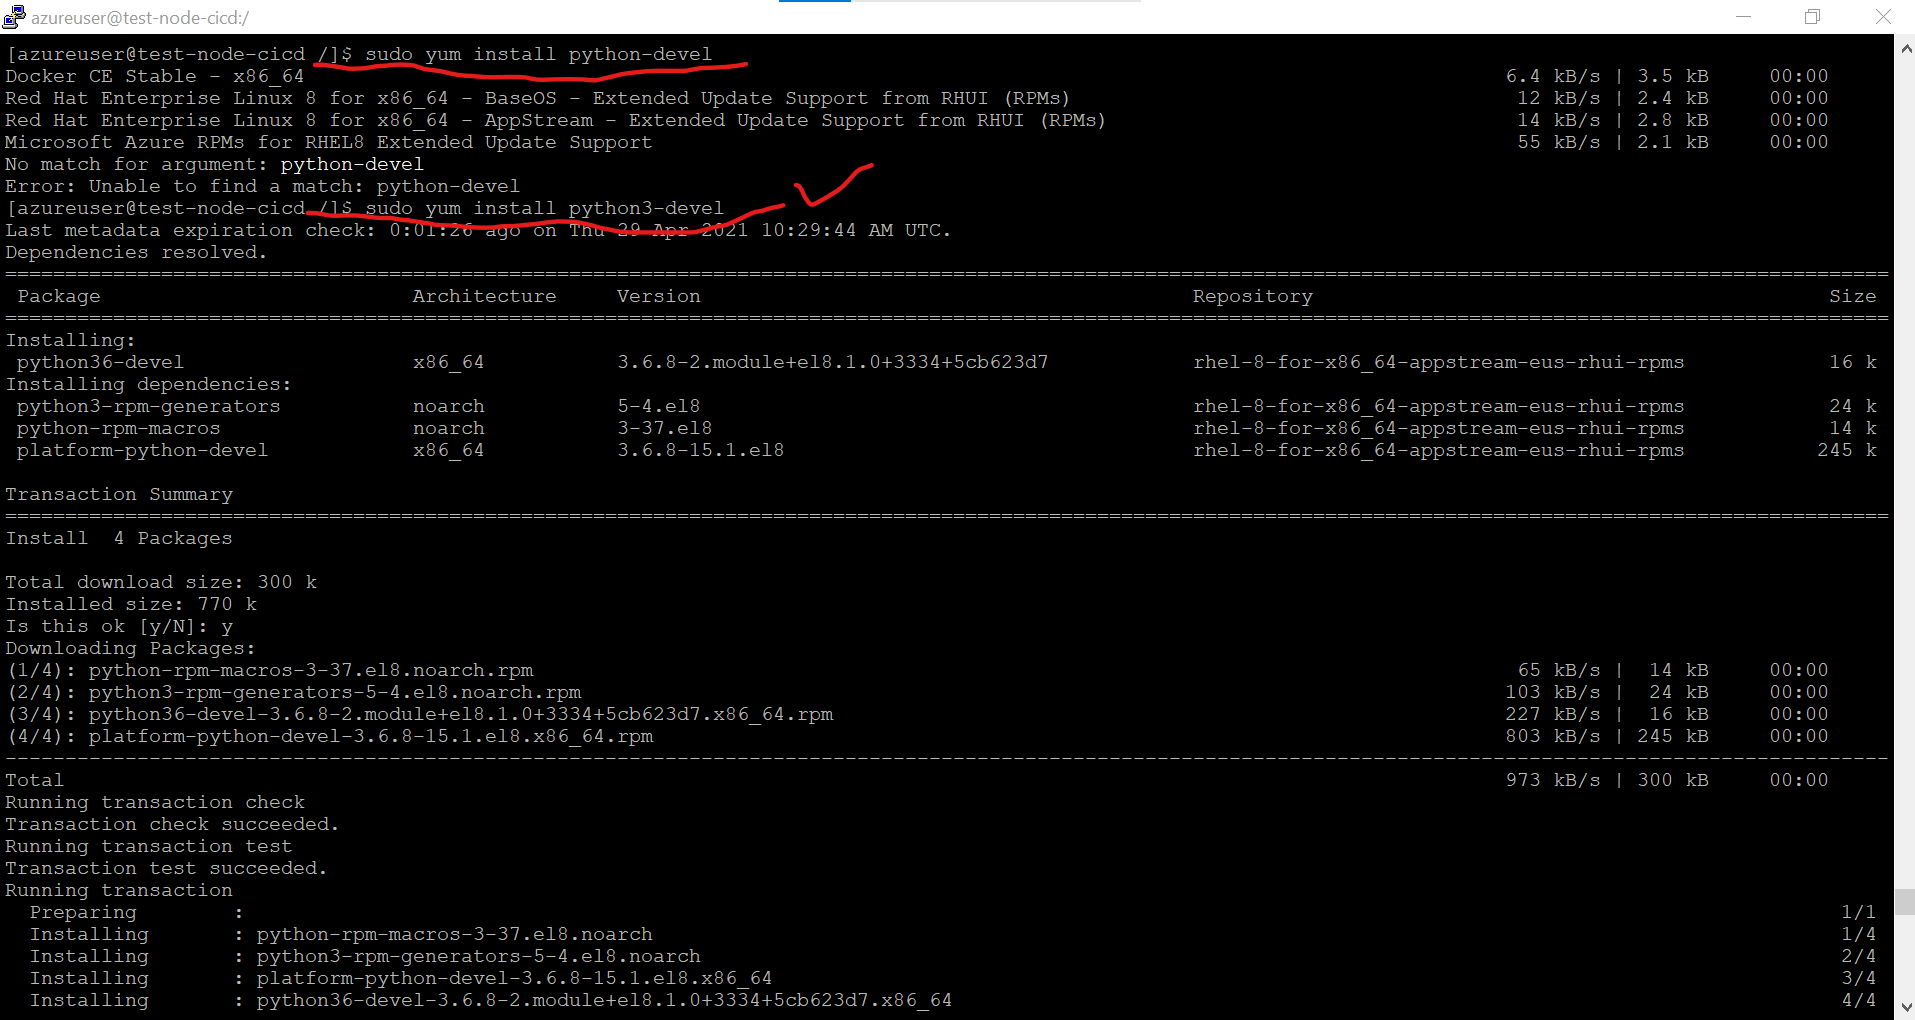 azureuser@test-node-cicd:/
[azureuser@test-node-cicd /]$ sudo yum install python-devel
Docker CE Stable - x86_64 6.4 kB/s | 3.5 kB 00:00
Red Hat Enterprise Linux 8 for x86_64 - BaseOS - Extended Update Support from RHUI (RPMs) 12 kB/s | 2.4 kB 00:00
Red Hat Enterprise Linux 8 for x86_64 - AppStream - Extended Update Support from RHUI (RPMs) 14 kB/s | 2.8 kB 00:00
Microsoft Azure RPMs for RHEL8 Extended Update Support 55 kB/s | 2.1 kB 00:00
No match for argument: python-devel
Error: Unable to find a match: python-devel
[azureuser@test-node-cicd /]$ sudo yum install python3-devel
Last metadata expiration check: 0:01:26 ago on Thu 29 Apr 2021 10:29:44 AM UTC.
Dependencies resolved.
================================================================================
Package Architecture Version Repository Size
================================================================================
Installing:
python36-devel x86_64 3.6.8-2.module+el8.1.0+3334+5cb623d7 rhel-8-for-x86_64-appstream-eus-rhui-rpms 16 k
Installing dependencies:
python3-rpm-generators noarch 5-4.el8 rhel-8-for-x86_64-appstream-eus-rhui-rpms 24 k
python-rpm-macros noarch 3-37.el8 rhel-8-for-x86_64-appstream-eus-rhui-rpms 14 k
platform-python-devel x86_64 3.6.8-15.1.el8 rhel-8-for-x86_64-appstream-eus-rhui-rpms 245 k
Transaction Summary
================================================================================
Install 4 Packages
Total download size: 300 k
Installed size: 770 k
Is this ok [y/N]: y
Downloading Packages:
(1/4): python-rpm-macros-3-37.el8.noarch.rpm 65 kB/s | 14 kB 00:00
(2/4): python3-rpm-generators-5-4.el8.noarch.rpm 103 kB/s | 24 kB 00:00
(3/4): python36-devel-3.6.8-2.module+el8.1.0+3334+5cb623d7.x86_64.rpm 227 kB/s | 16 kB 00:00
(4/4): platform-python-devel-3.6.8-15.1.el8.x86_64.rpm 803 kB/s | 245 kB 00:00
--------------------------------------------------------------------------------
Total 973 kB/s | 300 kB 00:00
Running transaction check
Transaction check succeeded.
Running transaction test
Transaction test succeeded.
Running transaction
Preparing : 1/1
Installing : python-rpm-macros-3-37.el8.noarch 1/4
Installing : python3-rpm-generators-5-4.el8.noarch 2/4
Installing : platform-python-devel-3.6.8-15.1.el8.x86_64 3/4
Installing : python36-devel-3.6.8-2.module+el8.1.0+3334+5cb623d7.x86_64 4/4